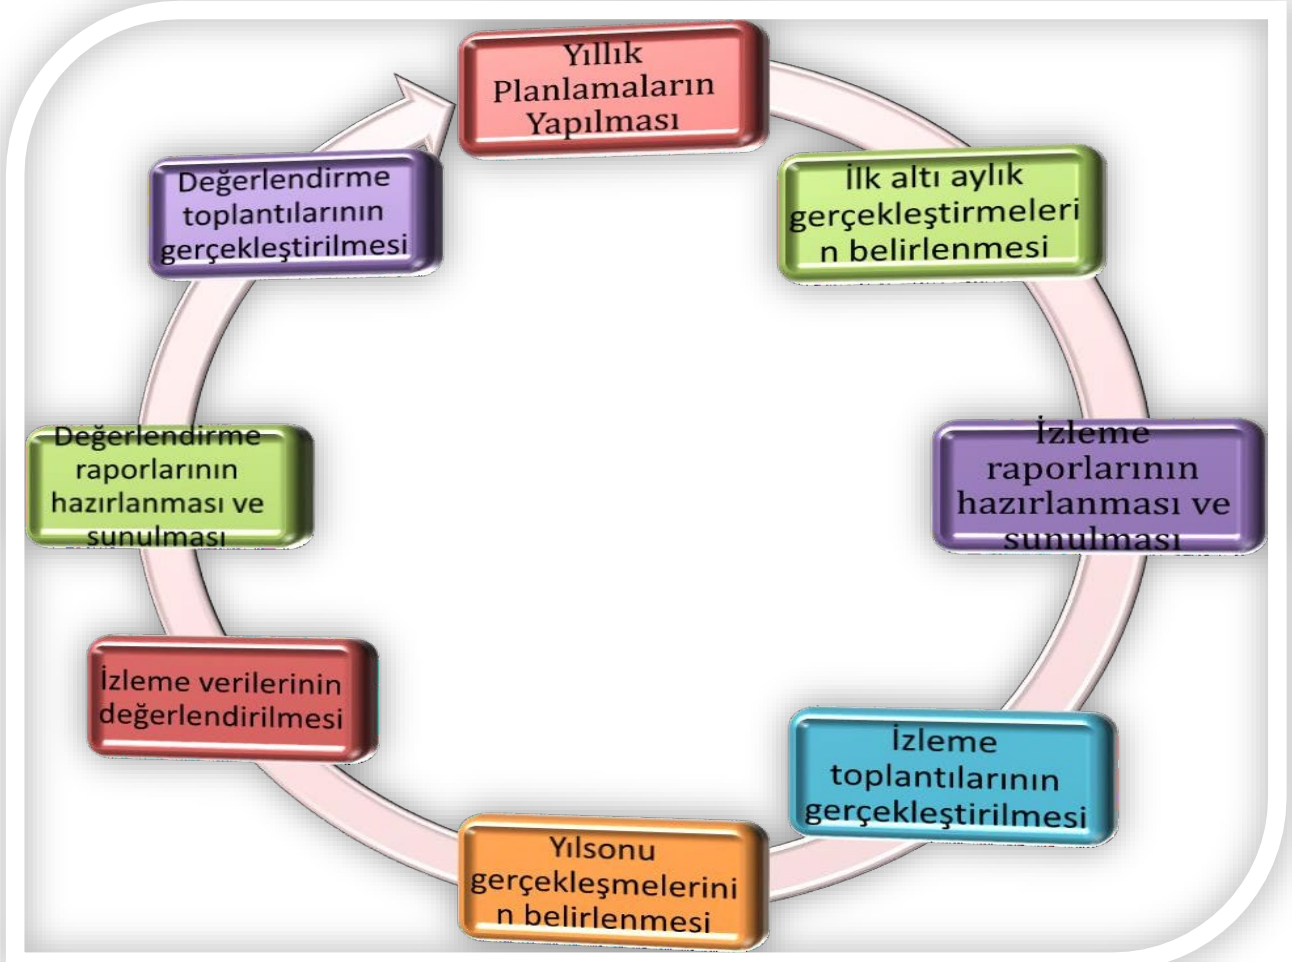 Yıllık
Planlamaların
Yapılması
İlk altı aylık
gerçekleştirmeleri
n belirlenmesi
İzleme
raporlarının
hazırlanması ve
sunulması
İzleme
toplantılarının
gerçekleştirilmesi
Yılsonu
gerçekleşmelerini
n belirlenmesi
İzleme verilerinin
değerlendirilmesi
Değerlendirme
raporlarının
hazırlanması ve
sunulması
Değerlendirme
toplantılarının
gerçekleştirilmesi